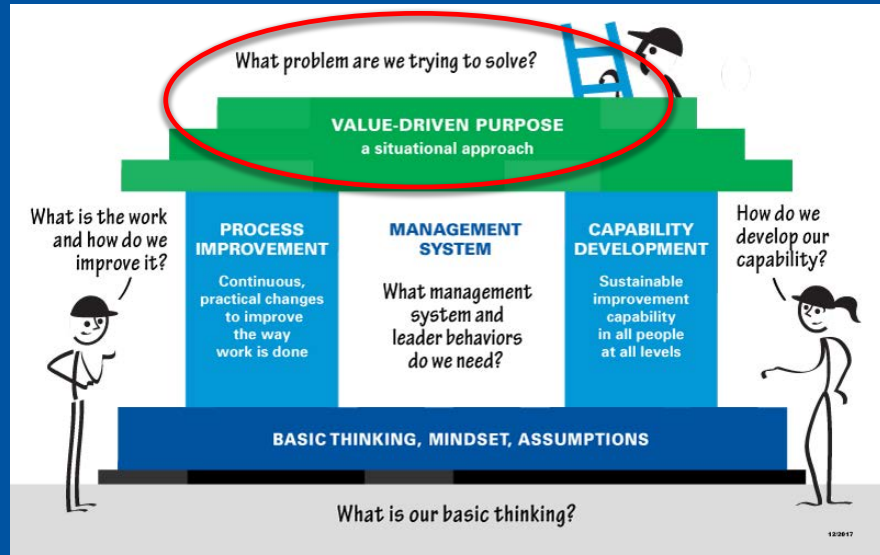 What problem are we trying to solve?
VALUE-DRIVEN PURPOSE
a situational approach
What is the work
and how do we
improve it?
PROCESS
IMPROVEMENT
Continuous,
practical changes
to improve
the way
work is done
MANAGEMENT
SYSTEM
What management
system and
leader behaviors
do we need?
CAPABILITY
DEVELOPMENT
Sustainable
improvement
capability
in all people
at all levels
How do we
develop our
capability?
BASIC THINKING, MINDSET, ASSUMPTIONS
What is our basic thinking?
12/2017